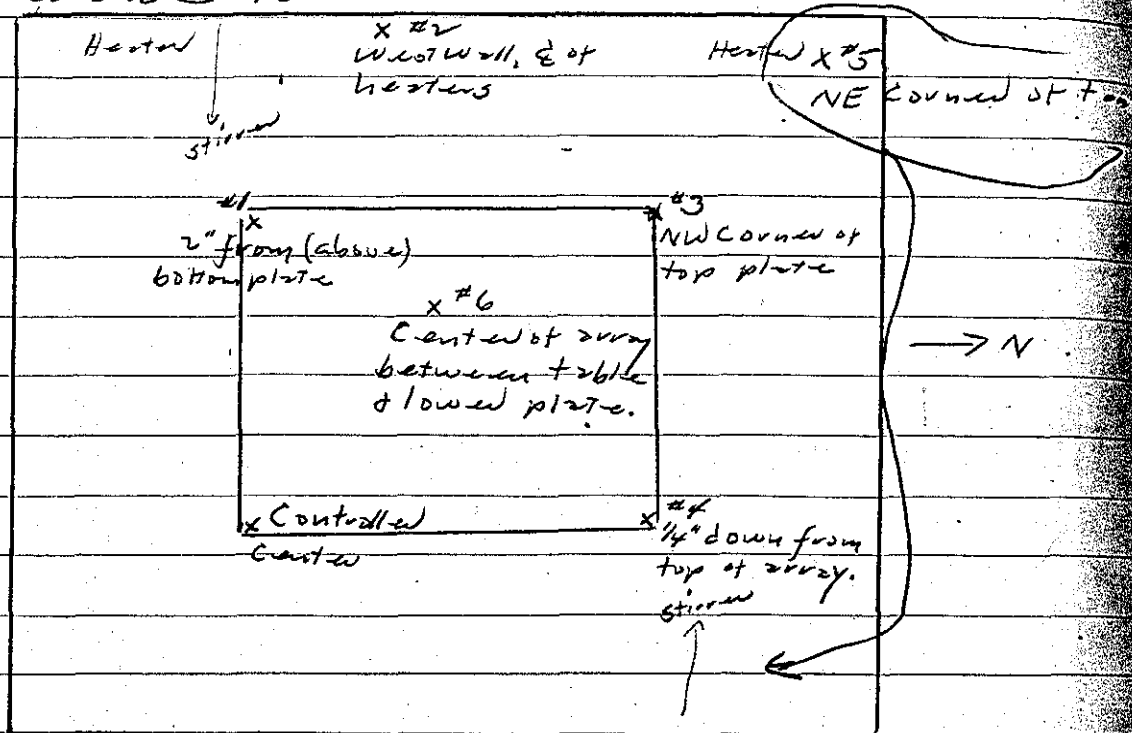 Heater
x #2
West wall, ℄ of
heaters
Heater x #5
NE Corner of
stirrer
#1
x
2" from (above)
bottom plate
x #3
NW Corner of
top plate
x #6
Center of array
between table
& lower plate.
→ N
x Controller
Center
x #4
1/4" down from
top of array.
stirrer